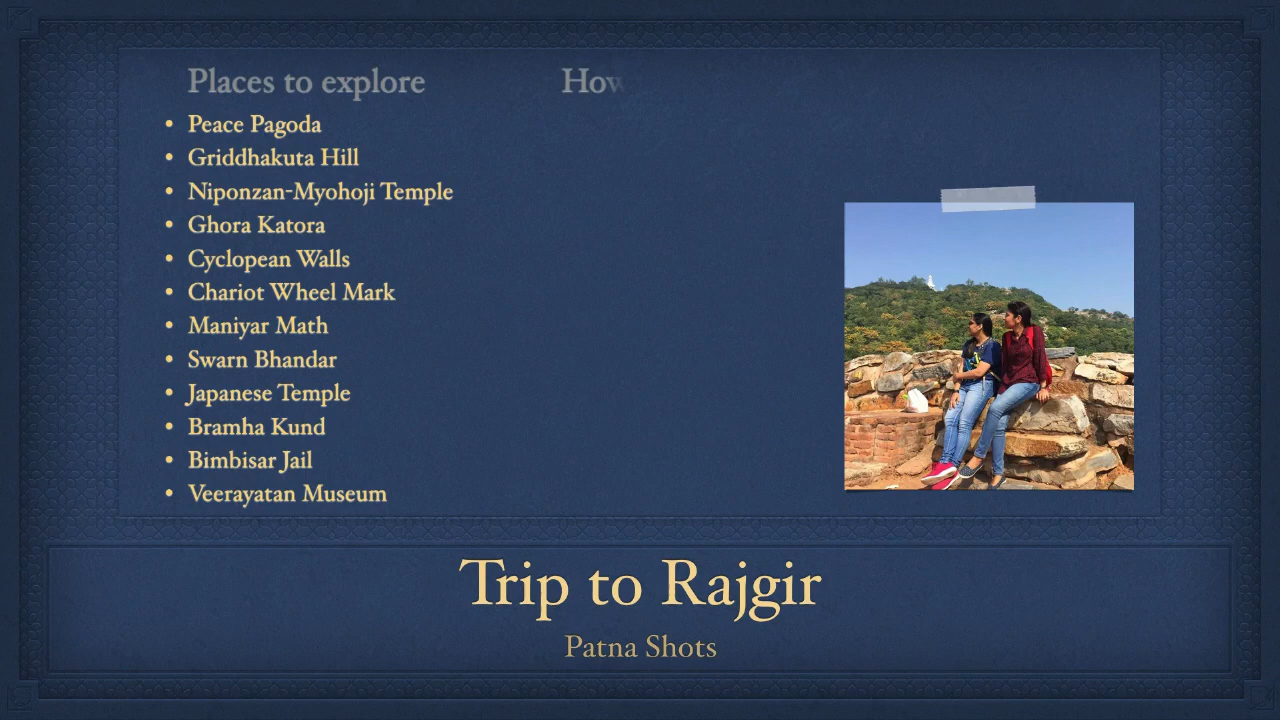 Places to explore
How
• Peace Pagoda
• Griddhakuta Hill
• Niponzan-Myohoji Temple
• Ghora Katora
• Cyclopean Walls
• Chariot Wheel Mark
• Maniyar Math
• Swarn Bhandar
• Japanese Temple
• Bramha Kund
• Bimbisar Jail
• Veerayatan Museum
Trip to Rajgir
Patna Shots